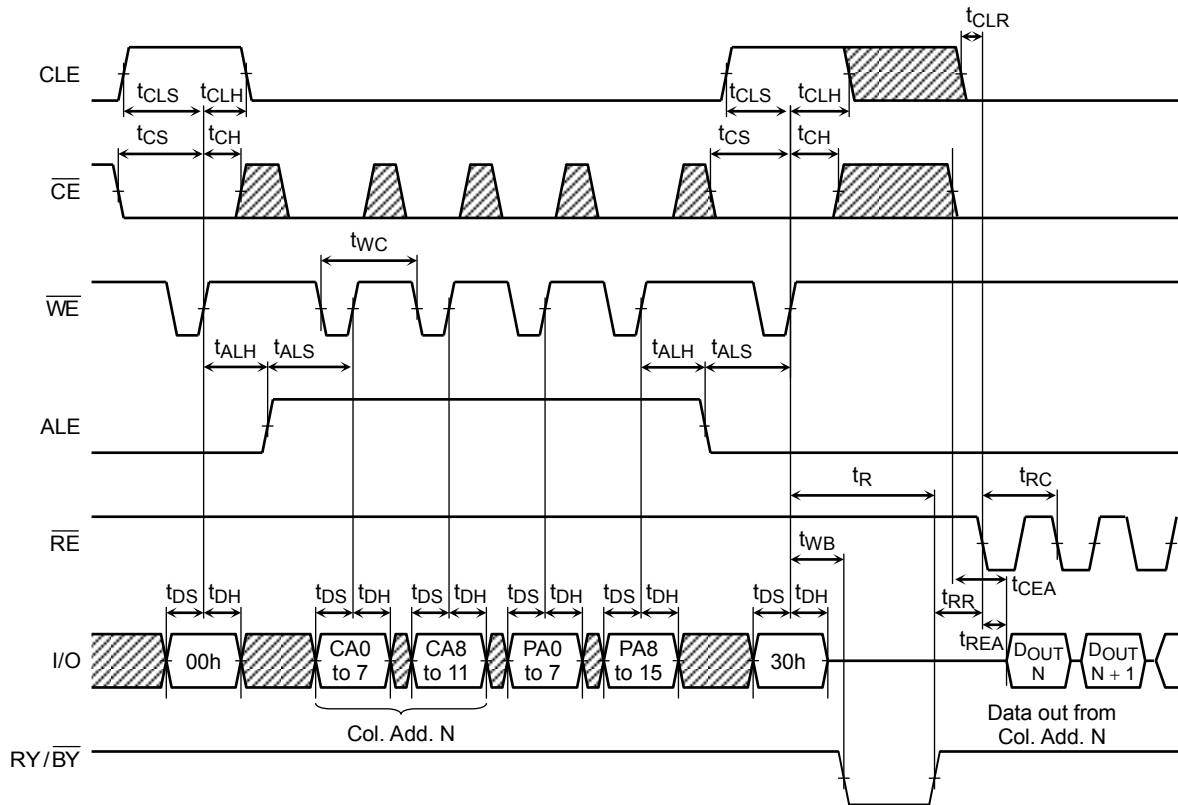 tCLR
CLE
tCLS tCLH tCLS tCLH
tCS tCH tCS tCH
CE
tWC
WE
tALH tALS tALH tALS
ALE
tR tRC
RE
tWB
tDS tDH tDS tDH tDS tDH tDS tDH tDS tDH tDS tDH tRR tCEA
tREA
I/O 00h CA0 to 7 CA8 to 11 PA0 to 7 PA8 to 15 30h DOUT N DOUT N + 1
Col. Add. N
Data out from
Col. Add. N
RY/BY